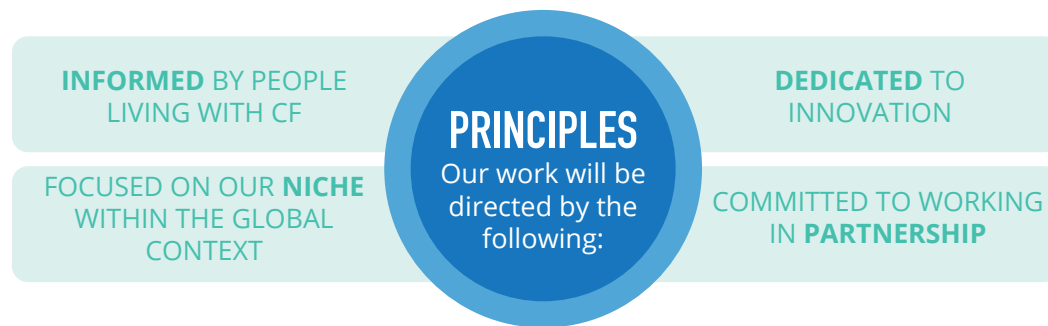 INFORMED BY PEOPLE
LIVING WITH CF
FOCUSED ON OUR NICHE
WITHIN THE GLOBAL
CONTEXT
PRINCIPLES
Our work will be
directed by the
following:
DEDICATED TO
INNOVATION
COMMITTED TO WORKING
IN PARTNERSHIP